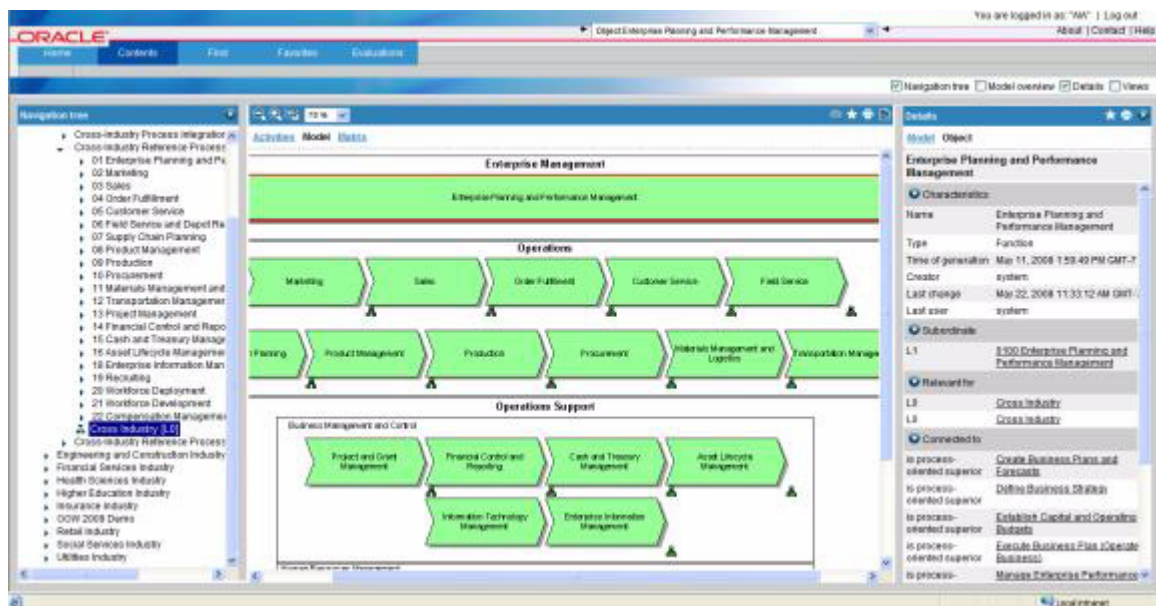 You are logged in as: "AIA" | Log out
ORACLE
Object Enterprise Planning and Performance Management
About | Contact | Help
Home Contents Find Favorites Evaluations
Navigation tree Model overview Details Views
Navigation tree
Cross-Industry Process Integration
Cross-Industry Reference Process
01 Enterprise Planning and Pe
02 Marketing
03 Sales
04 Order Fulfillment
05 Customer Service
06 Field Service and Depot Re
07 Supply Chain Planning
08 Product Management
09 Production
10 Procurement
11 Materials Management and
12 Transportation Managemer
13 Project Management
14 Financial Control and Repo
15 Cash and Treasury Manage
16 Asset Lifecycle Managemer
18 Enterprise Information Man
19 Recruiting
20 Workforce Deployment
21 Workforce Development
22 Compensation Managemer
Cross Industry [L0]
Cross-Industry Reference Process
Engineering and Construction Industry
Financial Services Industry
Health Sciences Industry
Higher Education Industry
Insurance Industry
OOW 2008 Demo
Retail Industry
Social Services Industry
Utilities Industry
Activities Model Matrix
Enterprise Management
Enterprise Planning and Performance Management
Operations
Marketing
Sales
Order Fulfillment
Customer Service
Field Service
Planning
Product Management
Production
Procurement
Materials Management and
Logistics
Transportation Manage
Operations Support
Business Management and Control
Project and Grant
Management
Financial Control and
Reporting
Cash and Treasury
Management
Asset Lifecycle
Management
Information Technology
Management
Enterprise Information
Management
Details
Model Object
Enterprise Planning and Performance
Management
Characteristics
Name Enterprise Planning and
Performance Management
Type Function
Time of generation May 11, 2008 1:59:49 PM GMT-7
Creator system
Last change May 22, 2008 11:33:12 AM GMT-
Last user system
Subordinate
L1 0100 Enterprise Planning and
Performance Management
Relevant for
L0 Cross Industry
L0 Cross Industry
Connected to
is process-
oriented superior Create Business Plans and
Forecasts
is process-
oriented superior Define Business Strategy
is process-
oriented superior Establish Capital and Operating
Budgets
is process-
oriented superior Execute Business Plan (Operate
Business)
is process- Manage Enterprise Performance
Local intranet